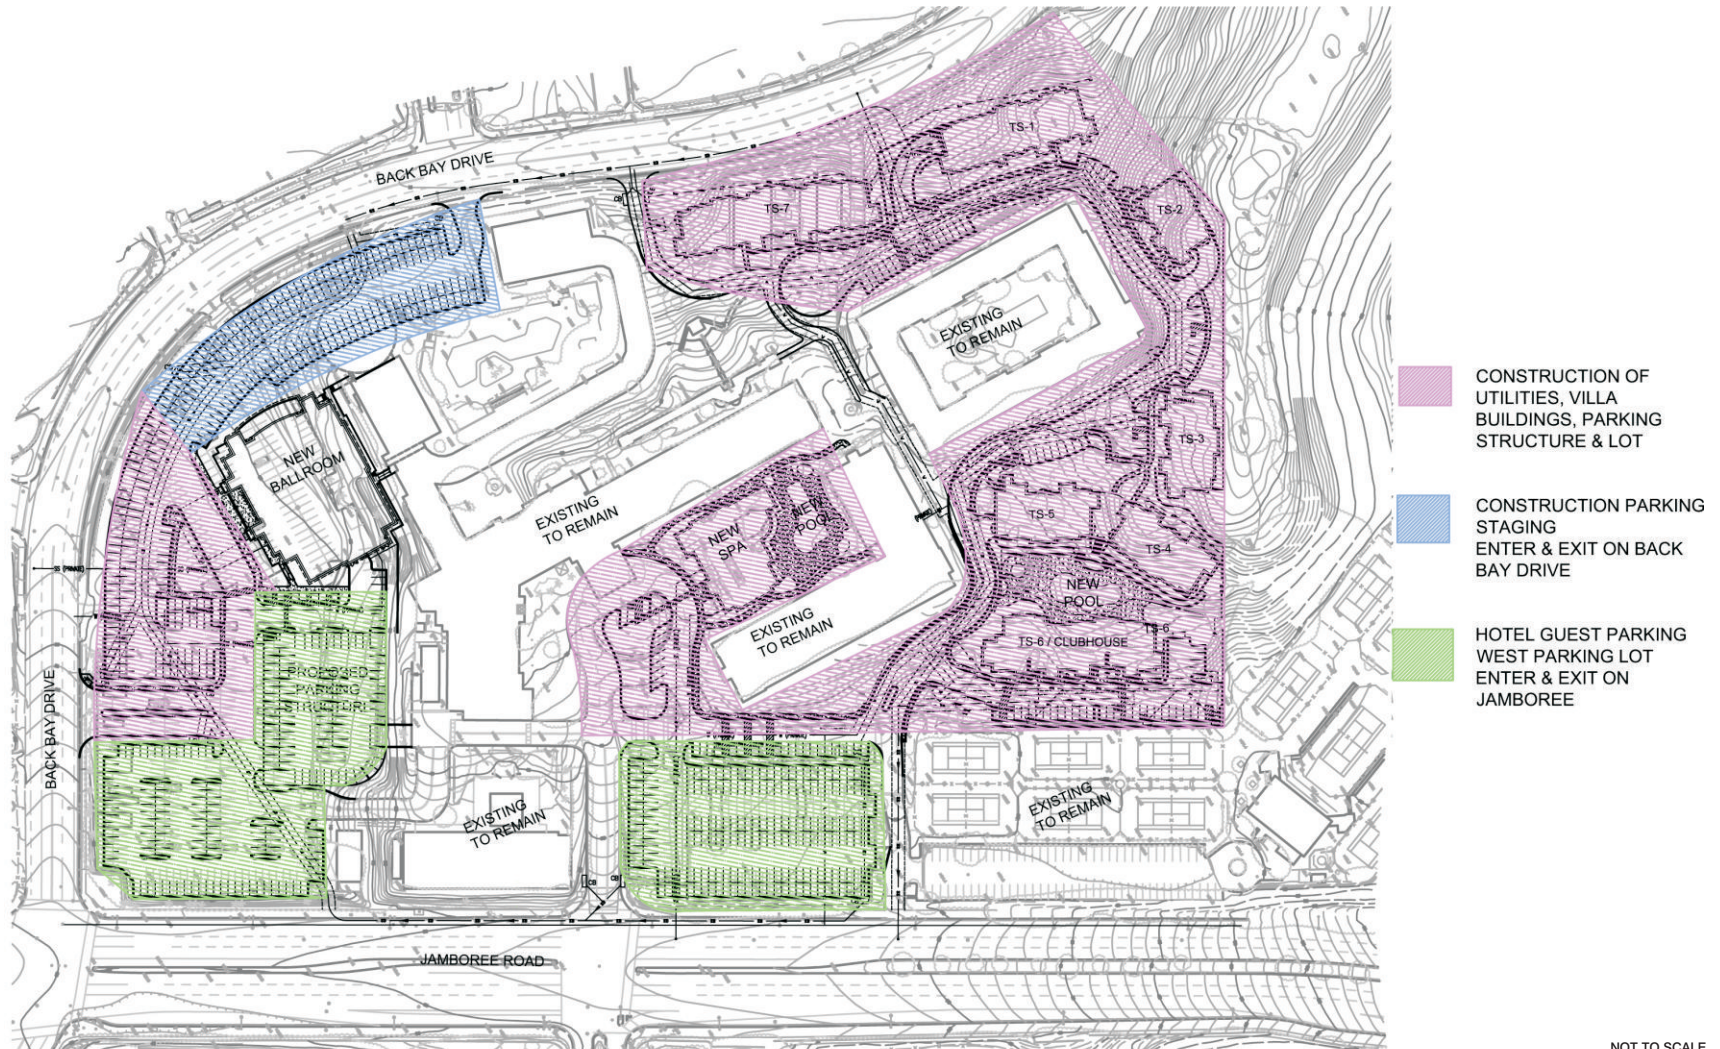 BACK BAY DRIVE
TS-1
TS-2
TS-7
EXISTING
TO REMAIN
NEW
BALLROOM
TS-3
EXISTING
TO REMAIN
NEW
POOL
NEW
SPA
TS-5
TS-4
NEW
POOL
TS-6
TS-6 / CLUBHOUSE
EXISTING
TO REMAIN
PROPOSED
PARKING
STRUCTURE
BACK BAY DRIVE
EXISTING
TO REMAIN
EXISTING
TO REMAIN
CB
CB
JAMBOREE ROAD
CONSTRUCTION OF
UTILITIES, VILLA
BUILDINGS, PARKING
STRUCTURE & LOT
CONSTRUCTION PARKING
STAGING
ENTER & EXIT ON BACK
BAY DRIVE
HOTEL GUEST PARKING
WEST PARKING LOT
ENTER & EXIT ON
JAMBOREE
NOT TO SCALE